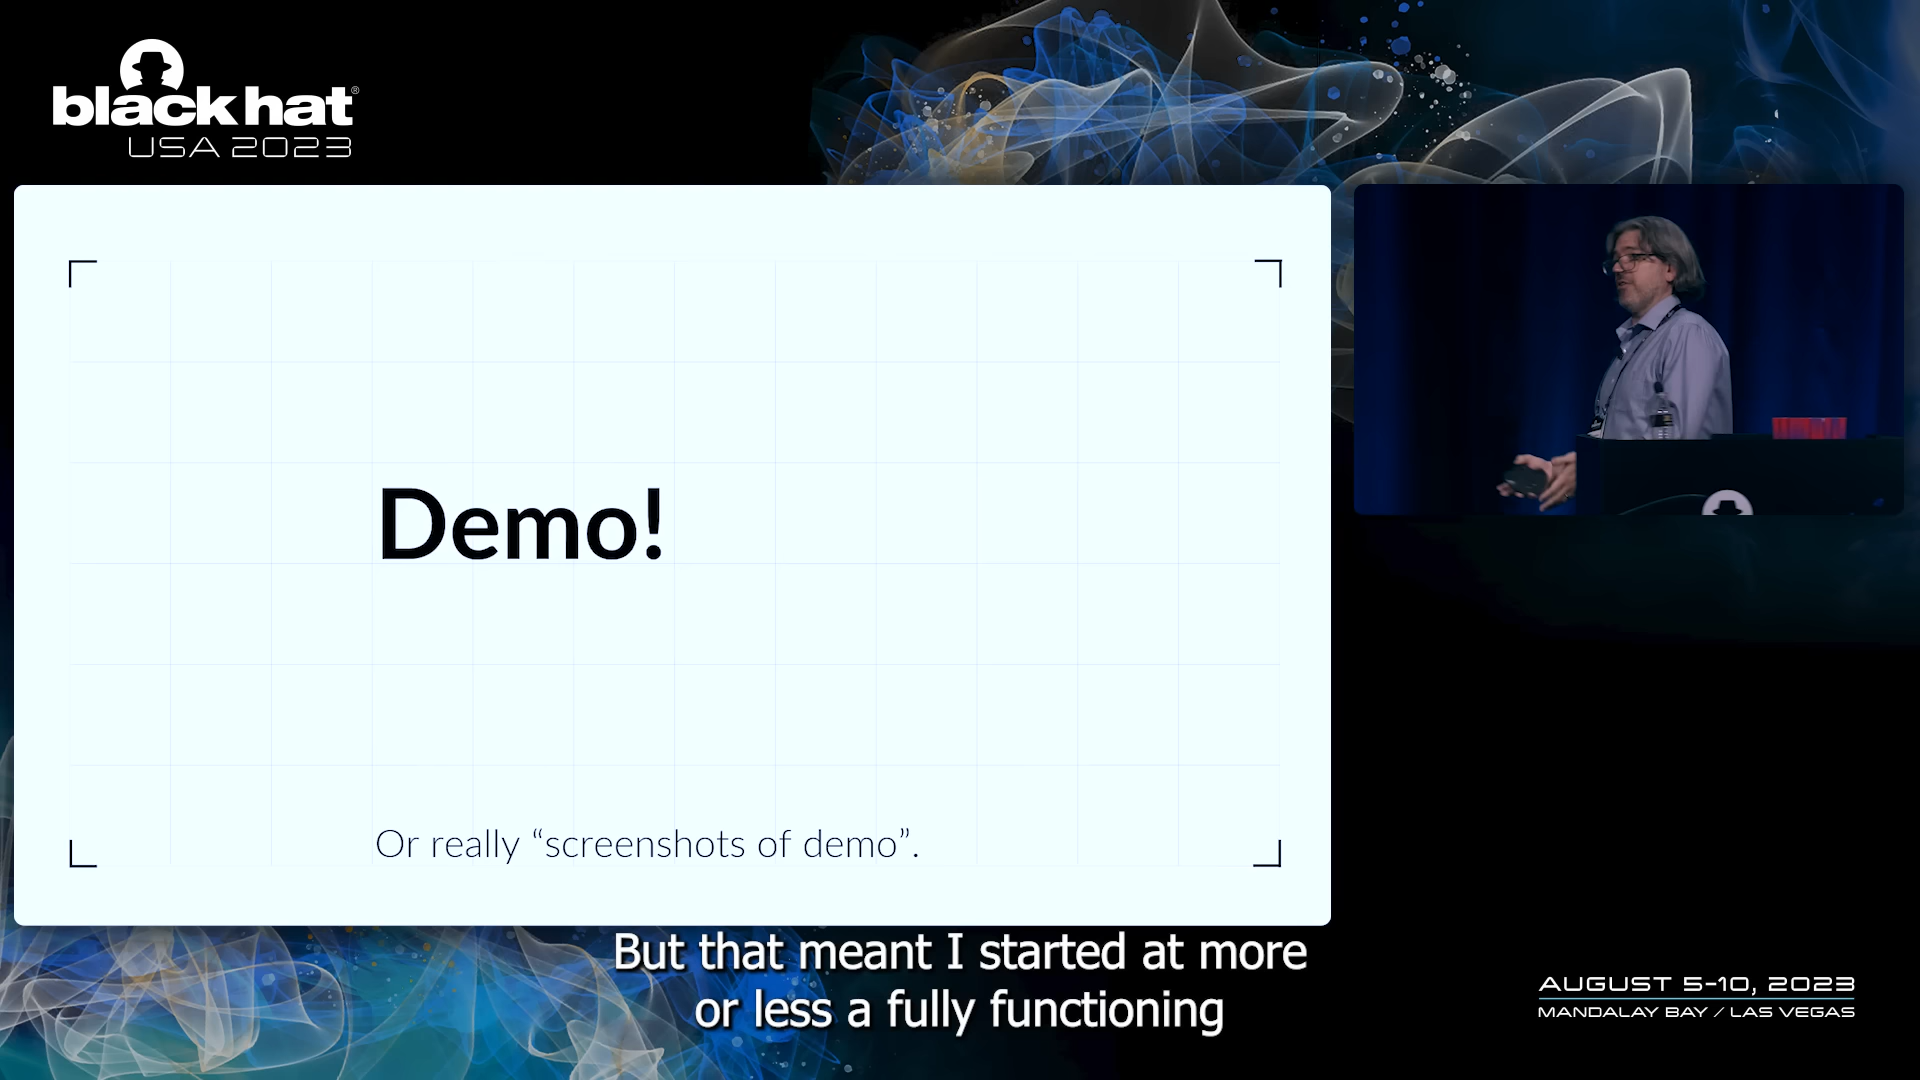 black hat®
USA 2023
Demo!
Or really “screenshots of demo”.
But that meant I started at more
or less a fully functioning
AUGUST 5-10, 2023
MANDALAY BAY / LAS VEGAS